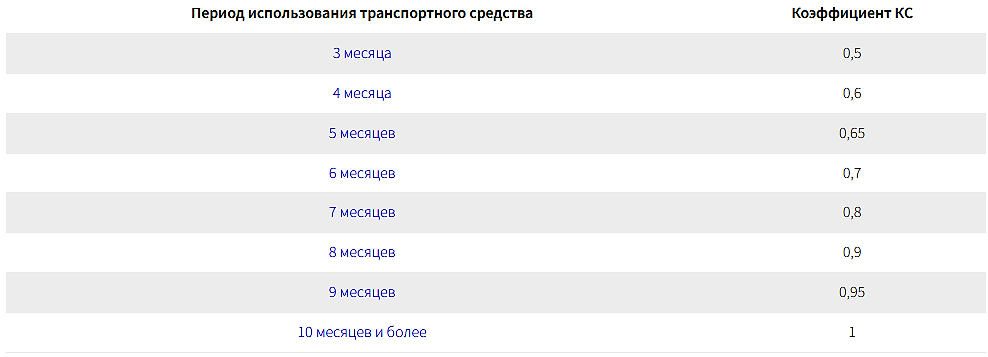 Период использования транспортного средства Коэффициент КС
3 месяца 0,5
4 месяца 0,6
5 месяцев 0,65
6 месяцев 0,7
7 месяцев 0,8
8 месяцев 0,9
9 месяцев 0,95
10 месяцев и более 1